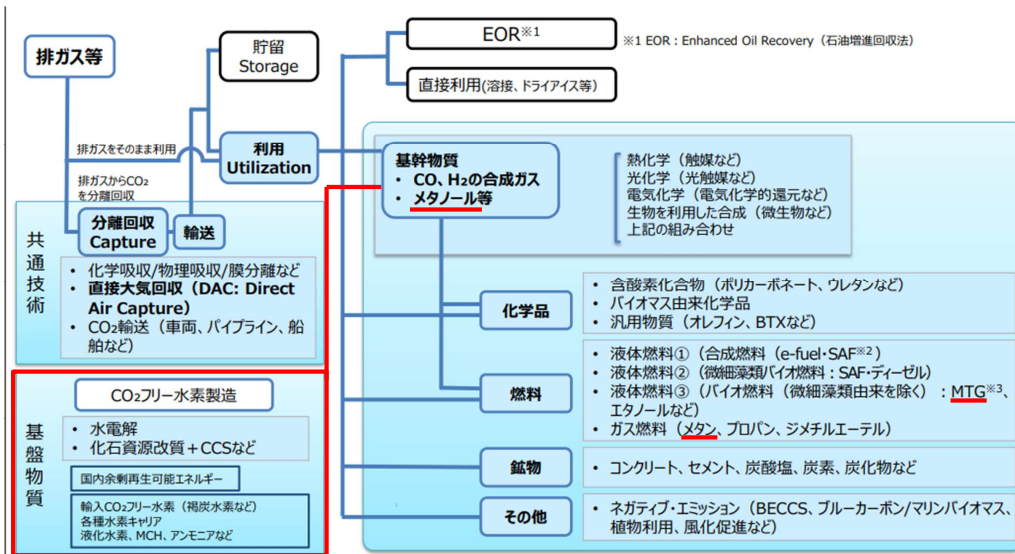 排ガス等
貯留
Storage
EOR※1
※1 EOR：Enhanced Oil Recovery（石油増進回収法）
直接利用(溶接、ドライアイス等)
排ガスをそのまま利用
利用
Utilization
排ガスからCO₂
を分離回収
基幹物質
• CO、H₂の合成ガス
• メタノール等
熱化学（触媒など）
光化学（光触媒など）
電気化学（電気化学的還元など）
生物を利用した合成（微生物など）
上記の組み合わせ
共通技術
分離回収
Capture
輸送
• 化学吸収/物理吸収/膜分離など
• 直接大気回収（DAC: Direct
Air Capture）
• CO₂輸送（車両、パイプライン、船
舶など）
化学品
• 含酸素化合物（ポリカーボネート、ウレタンなど）
• バイオマス由来化学品
• 汎用物質（オレフィン、BTXなど）
燃料
• 液体燃料①（合成燃料（e-fuel・SAF※2）
• 液体燃料②（微細藻類バイオ燃料：SAF・ディーゼル）
• 液体燃料③（バイオ燃料（微細藻類由来を除く）：MTG※3、
エタノールなど）
• ガス燃料（メタン、プロパン、ジメチルエーテル）
鉱物
• コンクリート、セメント、炭酸塩、炭素、炭化物など
その他
• ネガティブ・エミッション（BECCS、ブルーカーボン/マリンバイオマス、
植物利用、風化促進など）
基盤物質
CO₂フリー水素製造
• 水電解
• 化石資源改質＋CCSなど
国内余剰再生可能エネルギー
輸入CO₂フリー水素（褐炭水素など）
各種水素キャリア
液化水素、MCH、アンモニアなど